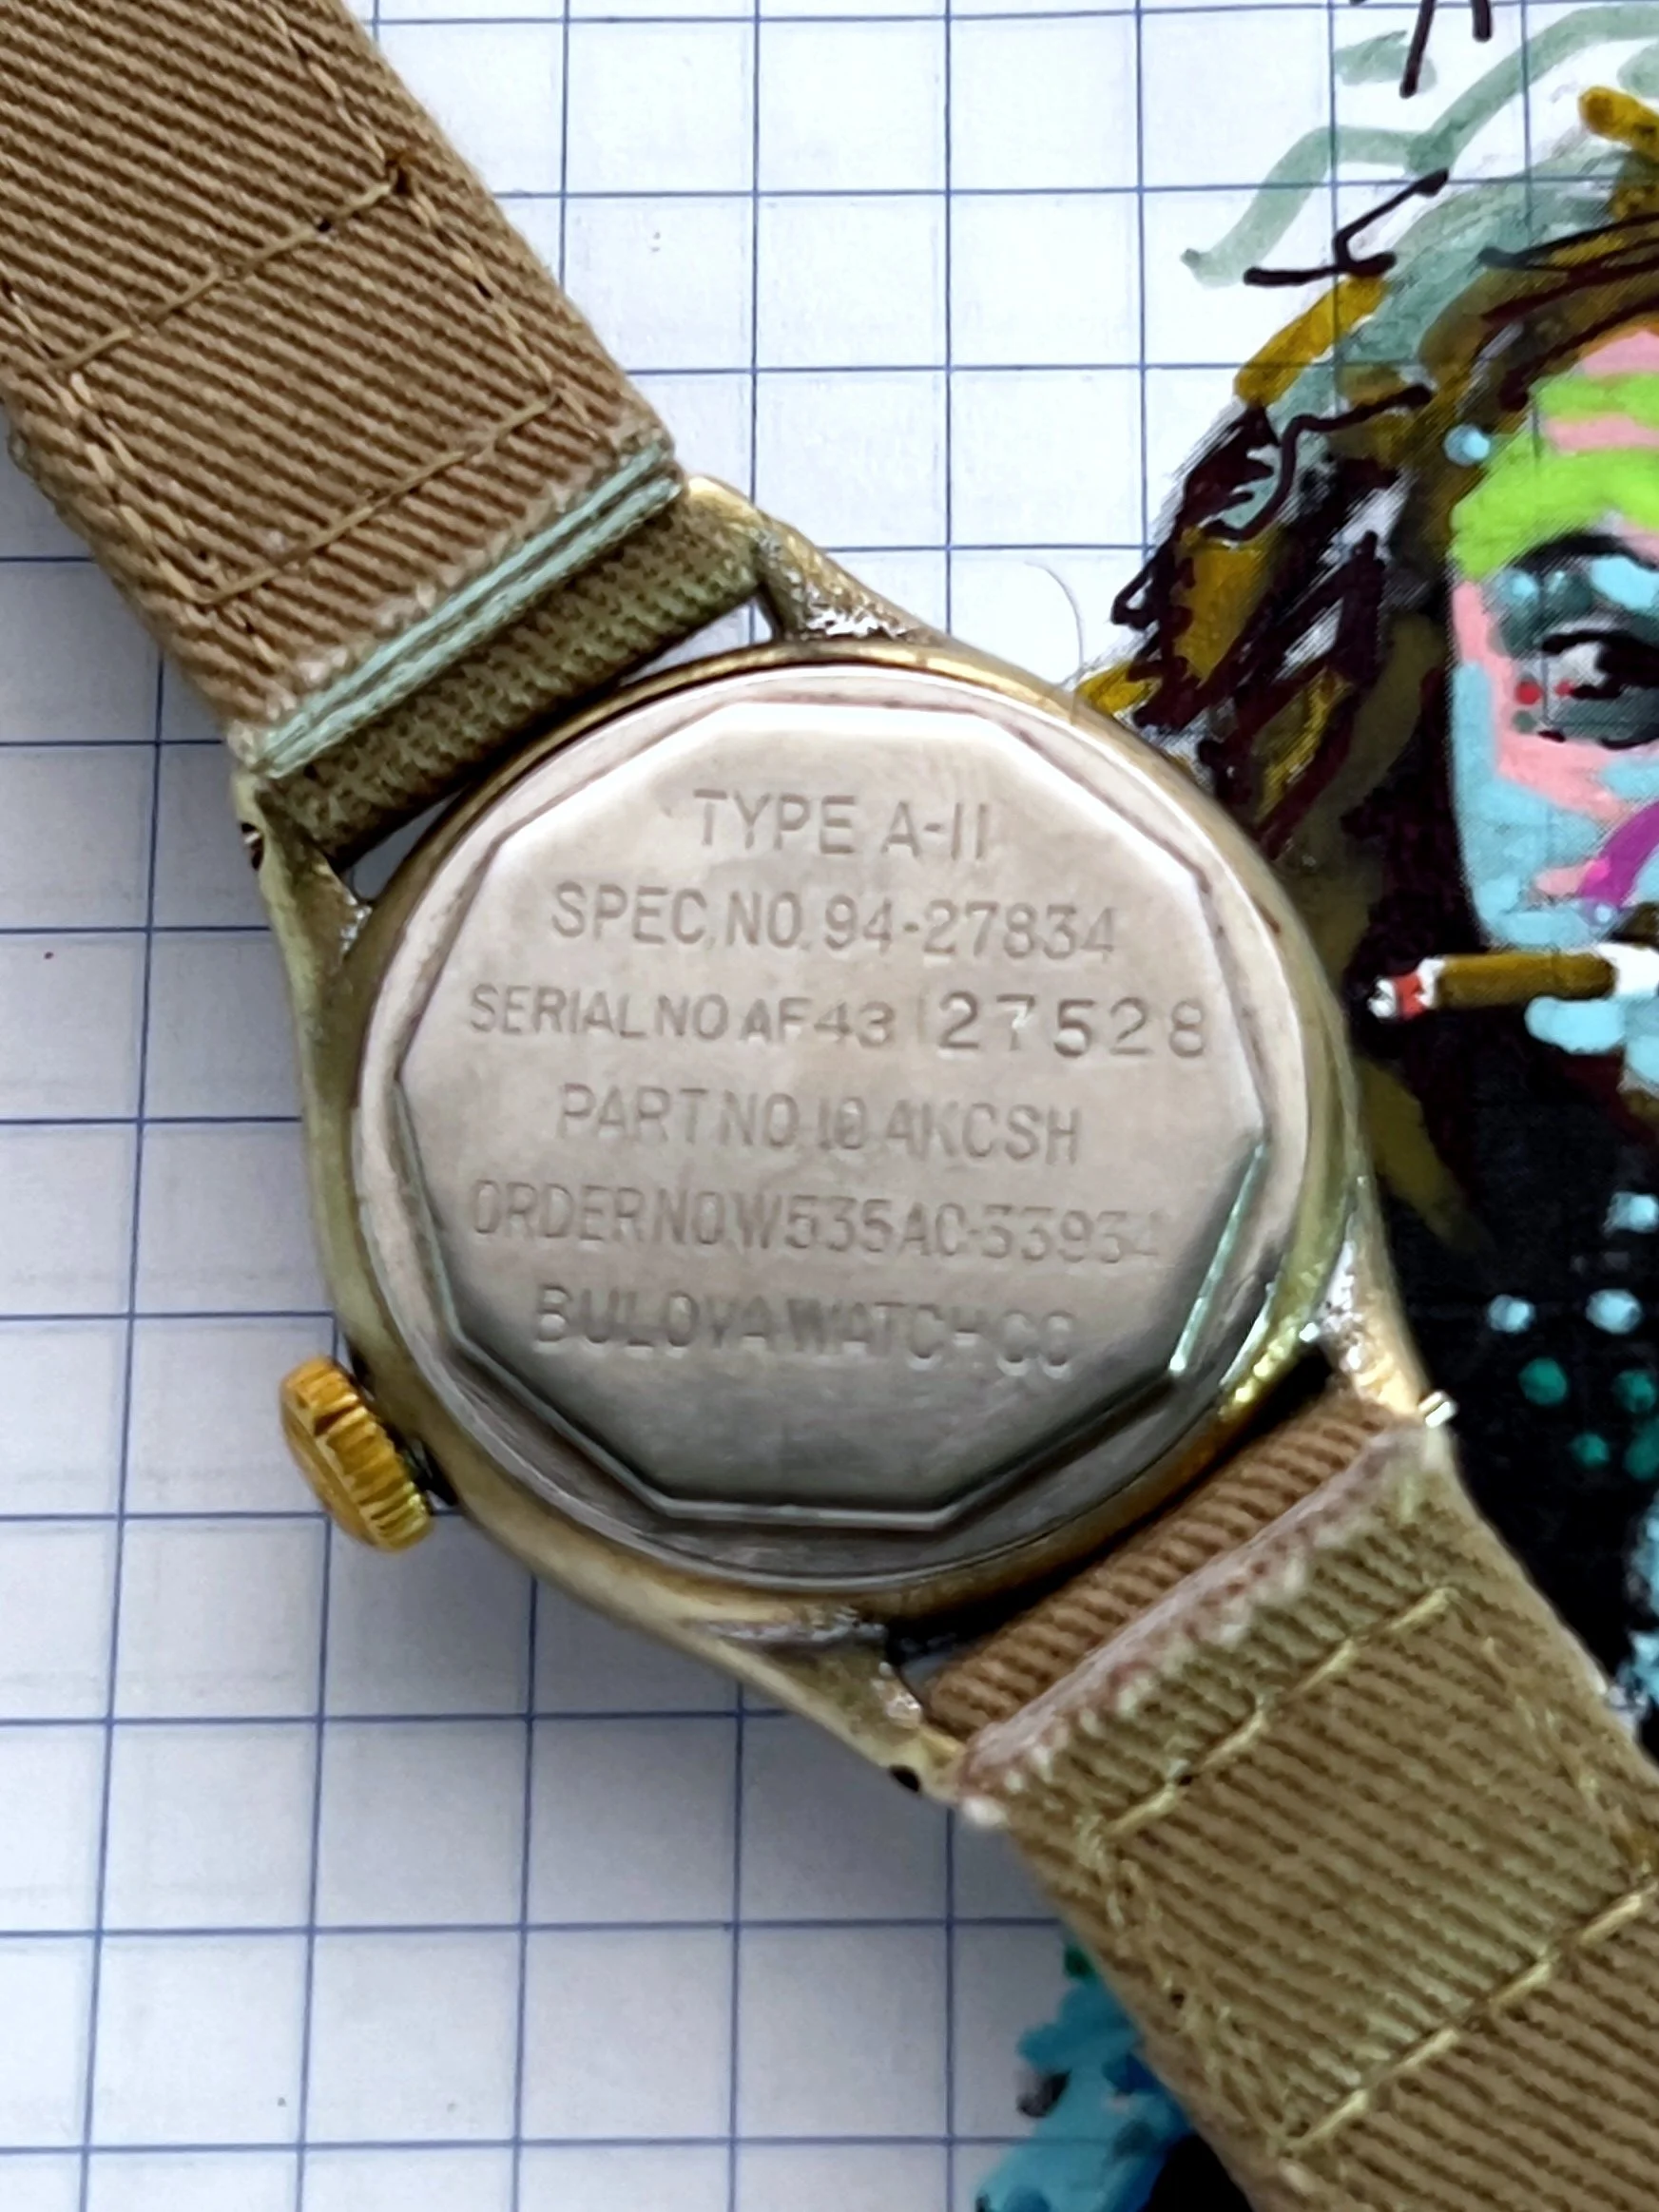 TYPE A-11
SPEC. NO. 94-27834
SERIAL NO AF43 127528
PART NO. 10 AKCSH
ORDER NO. W535AC-33934
BULOVA WATCH CO